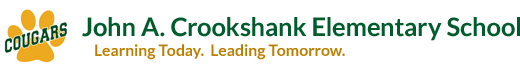 COUGARS
John A. Crookshank Elementary School
Learning Today. Leading Tomorrow.